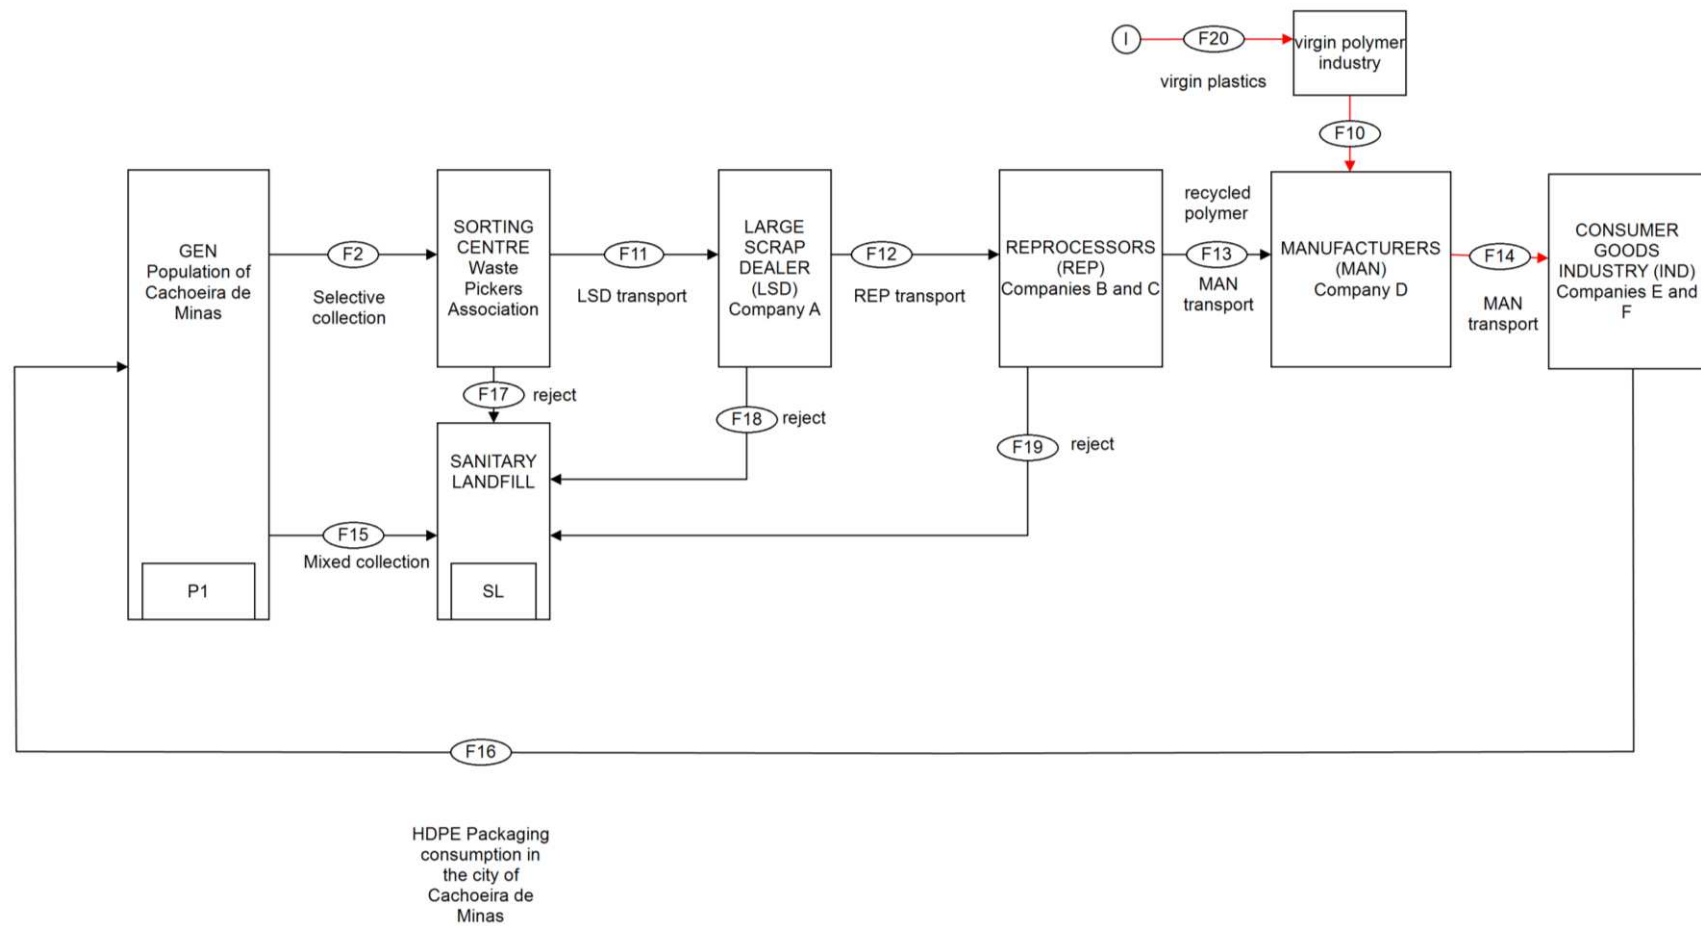 I
F20
virgin polymer
industry
virgin plastics
F10
GEN
Population of
Cachoeira de
Minas
F2
Selective
collection
SORTING
CENTRE
Waste
Pickers
Association
F11
LSD transport
LARGE
SCRAP
DEALER
(LSD)
Company A
F12
REP transport
REPROCESSORS
(REP)
Companies B and C
recycled
polymer
F13
MAN
transport
MANUFACTURERS
(MAN)
Company D
F14
MAN
transport
CONSUMER
GOODS
INDUSTRY (IND)
Companies E and
F
F17
reject
F18
reject
F19
reject
SANITARY
LANDFILL
F15
Mixed collection
P1
SL
F16
HDPE Packaging
consumption in
the city of
Cachoeira de
Minas